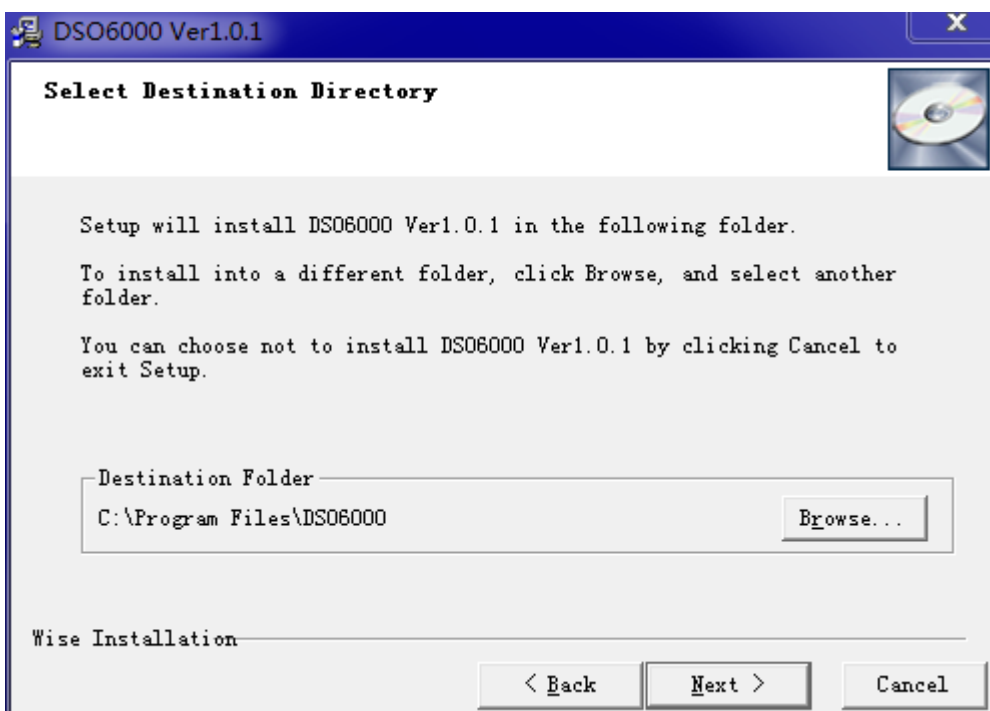 DSO6000 Ver1.0.1
X
Select Destination Directory
Setup will install DSO6000 Ver1.0.1 in the following folder.
To install into a different folder, click Browse, and select another
folder.
You can choose not to install DSO6000 Ver1.0.1 by clicking Cancel to
exit Setup.
Destination Folder
C:\Program Files\DSO6000
Browse...
Wise Installation
< Back
Next >
Cancel